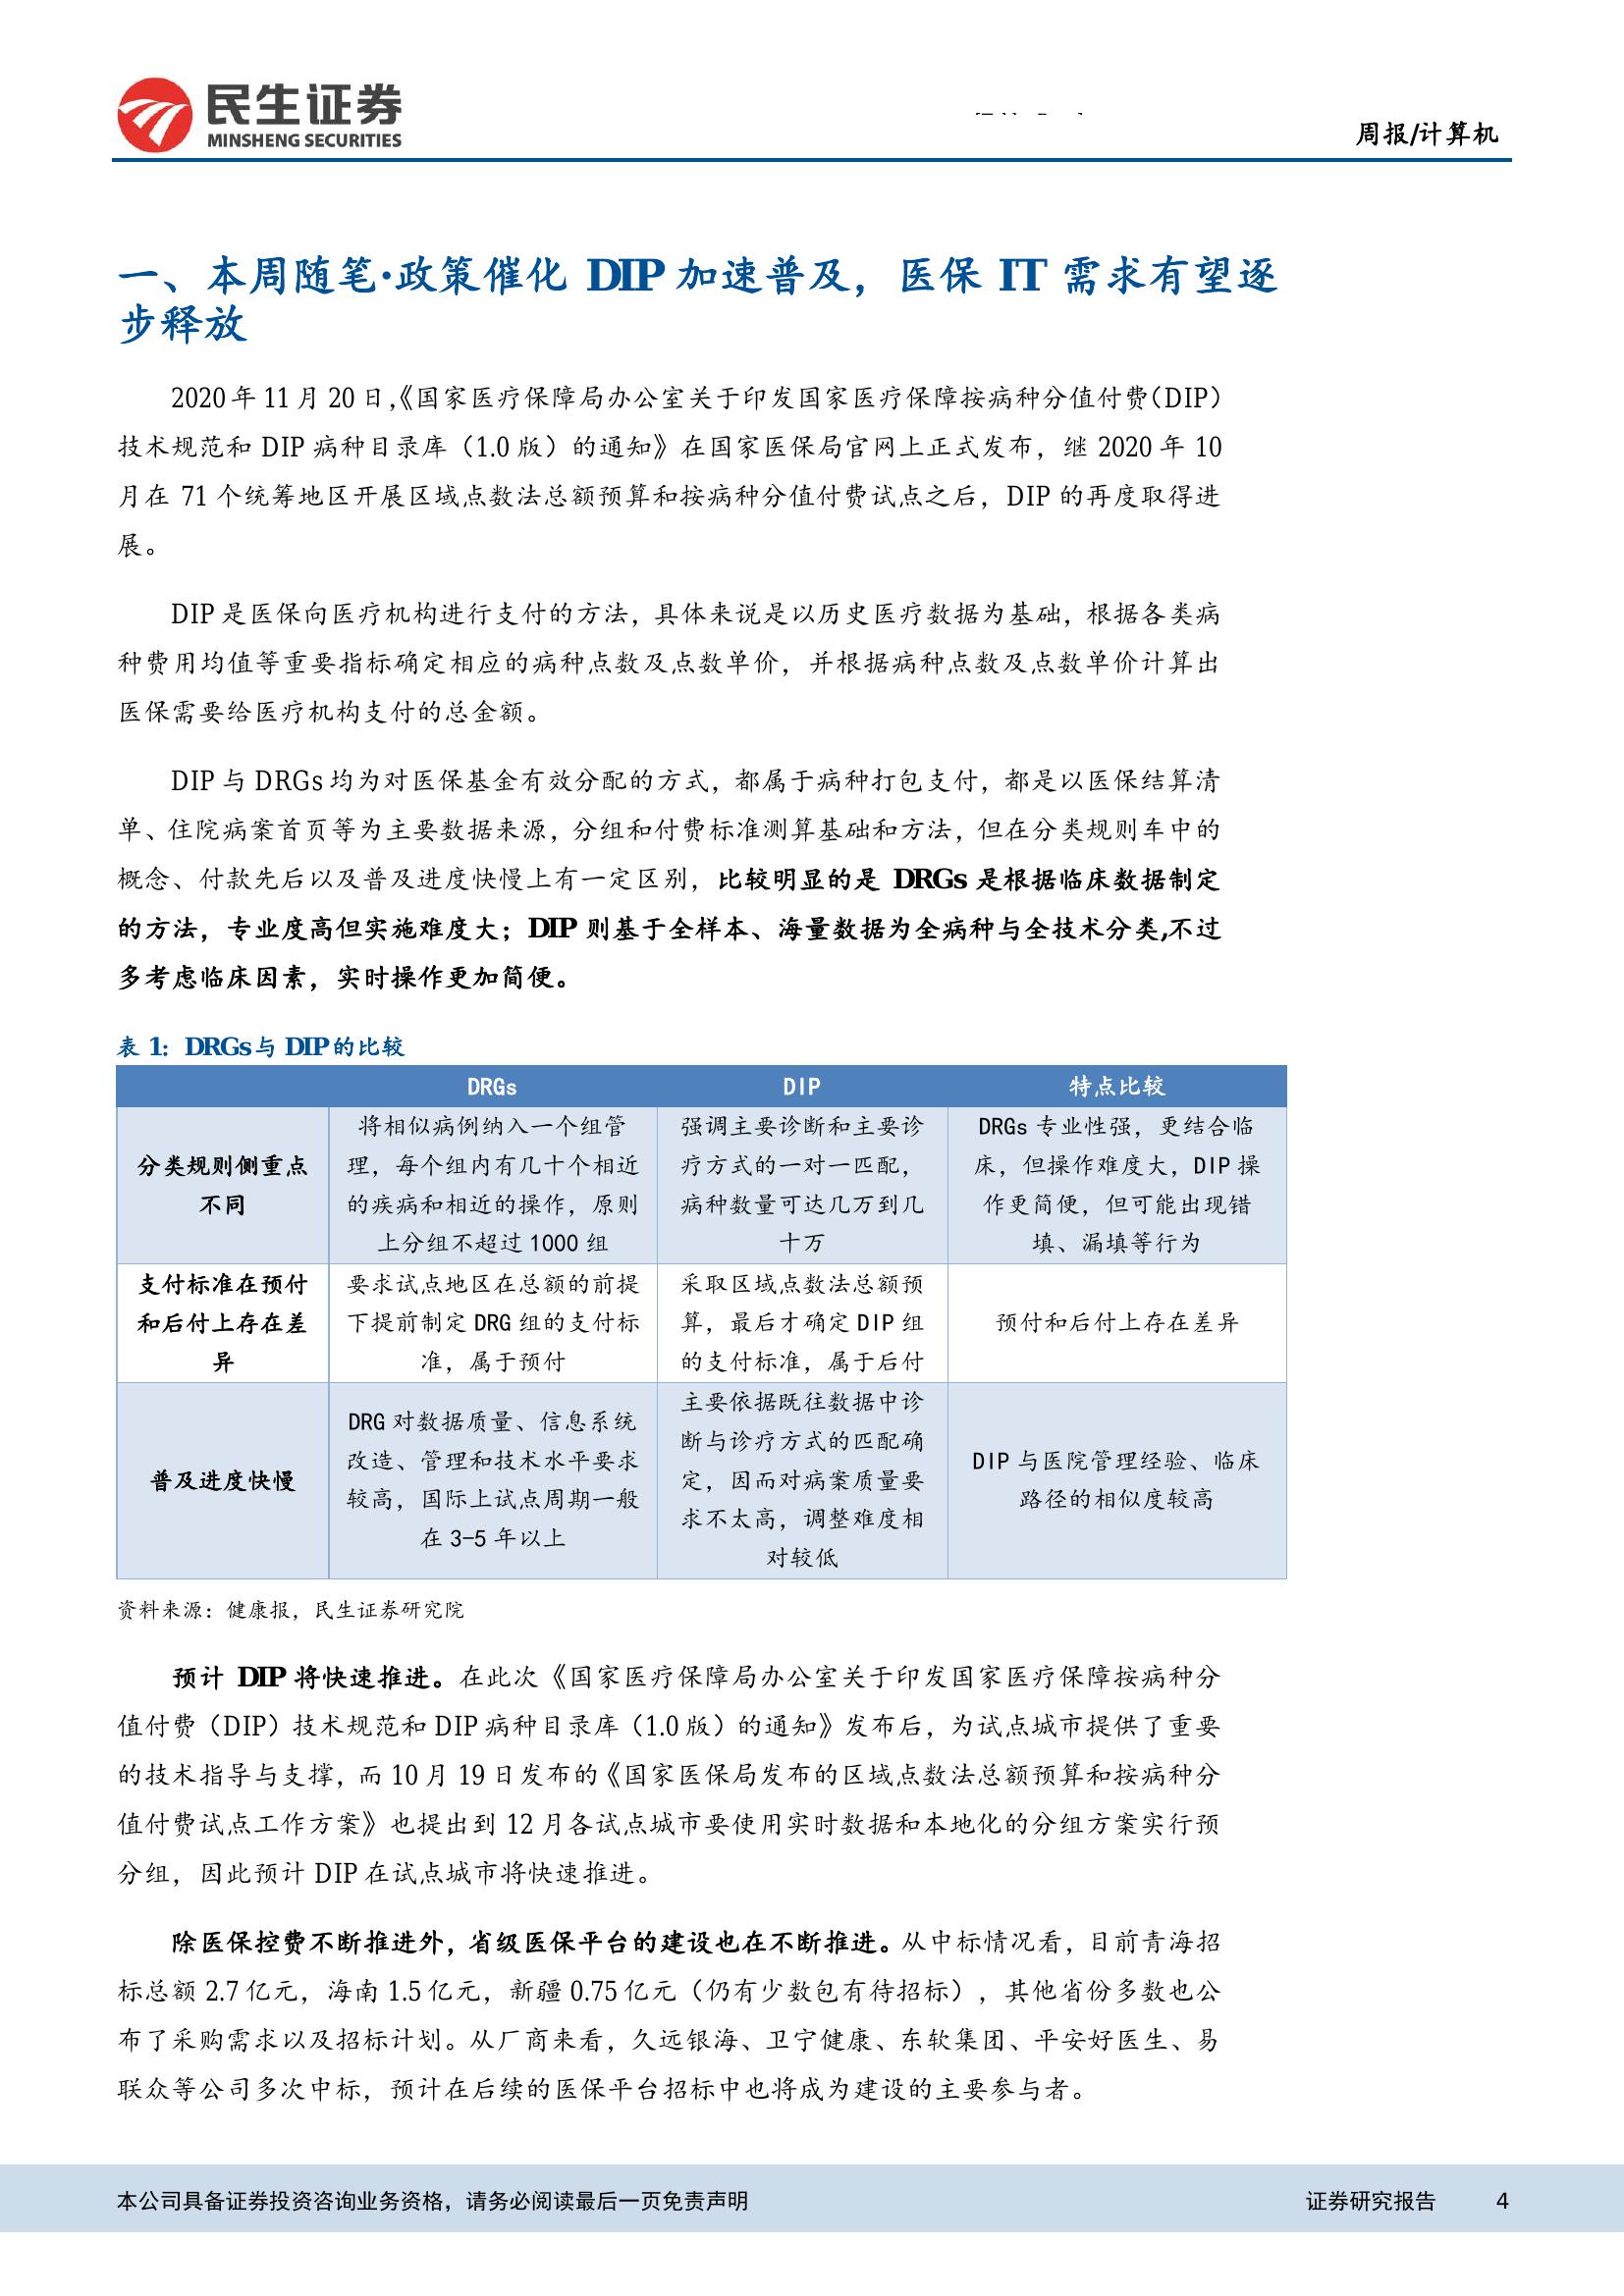 民生证券
MINSHENG SECURITIES
周报/计算机
一、本周随笔·政策催化 DIP 加速普及，医保 IT 需求有望逐
步释放
2020 年 11 月 20 日,《国家医疗保障局办公室关于印发国家医疗保障按病种分值付费（DIP）
技术规范和 DIP 病种目录库（1.0 版）的通知》在国家医保局官网上正式发布，继 2020 年 10
月在 71 个统筹地区开展区域点数法总额预算和按病种分值付费试点之后，DIP 的再度取得进
展。
DIP 是医保向医疗机构进行支付的方法，具体来说是以历史医疗数据为基础，根据各类病
种费用均值等重要指标确定相应的病种点数及点数单价，并根据病种点数及点数单价计算出
医保需要给医疗机构支付的总金额。
DIP 与 DRGs 均为对医保基金有效分配的方式，都属于病种打包支付，都是以医保结算清
单、住院病案首页等为主要数据来源，分组和付费标准测算基础和方法，但在分类规则车中的
概念、付款先后以及普及进度快慢上有一定区别，比较明显的是 DRGs 是根据临床数据制定
的方法，专业度高但实施难度大；DIP 则基于全样本、海量数据为全病种与全技术分类,不过
多考虑临床因素，实时操作更加简便。
表 1：DRGs 与 DIP 的比较
DRGs DIP 特点比较
分类规则侧重点
不同
将相似病例纳入一个组管
理，每个组内有几十个相近
的疾病和相近的操作，原则
上分组不超过 1000 组
强调主要诊断和主要诊
疗方式的一对一匹配，
病种数量可达几万到几
十万
DRGs 专业性强，更结合临
床，但操作难度大，DIP 操
作更简便，但可能出现错
填、漏填等行为
支付标准在预付
和后付上存在差
异
要求试点地区在总额的前提
下提前制定 DRG 组的支付标
准，属于预付
采取区域点数法总额预
算，最后才确定 DIP 组
的支付标准，属于后付
预付和后付上存在差异
普及进度快慢
DRG 对数据质量、信息系统
改造、管理和技术水平要求
较高，国际上试点周期一般
在 3-5 年以上
主要依据既往数据中诊
断与诊疗方式的匹配确
定，因而对病案质量要
求不太高，调整难度相
对较低
DIP 与医院管理经验、临床
路径的相似度较高
资料来源：健康报，民生证券研究院
预计 DIP 将快速推进。在此次《国家医疗保障局办公室关于印发国家医疗保障按病种分
值付费（DIP）技术规范和 DIP 病种目录库（1.0 版）的通知》发布后，为试点城市提供了重要
的技术指导与支撑，而 10 月 19 日发布的《国家医保局发布的区域点数法总额预算和按病种分
值付费试点工作方案》也提出到 12 月各试点城市要使用实时数据和本地化的分组方案实行预
分组，因此预计 DIP 在试点城市将快速推进。
除医保控费不断推进外，省级医保平台的建设也在不断推进。从中标情况看，目前青海招
标总额 2.7 亿元，海南 1.5 亿元，新疆 0.75 亿元（仍有少数包有待招标），其他省份多数也公
布了采购需求以及招标计划。从厂商来看，久远银海、卫宁健康、东软集团、平安好医生、易
联众等公司多次中标，预计在后续的医保平台招标中也将成为建设的主要参与者。
本公司具备证券投资咨询业务资格，请务必阅读最后一页免责声明
证券研究报告 4